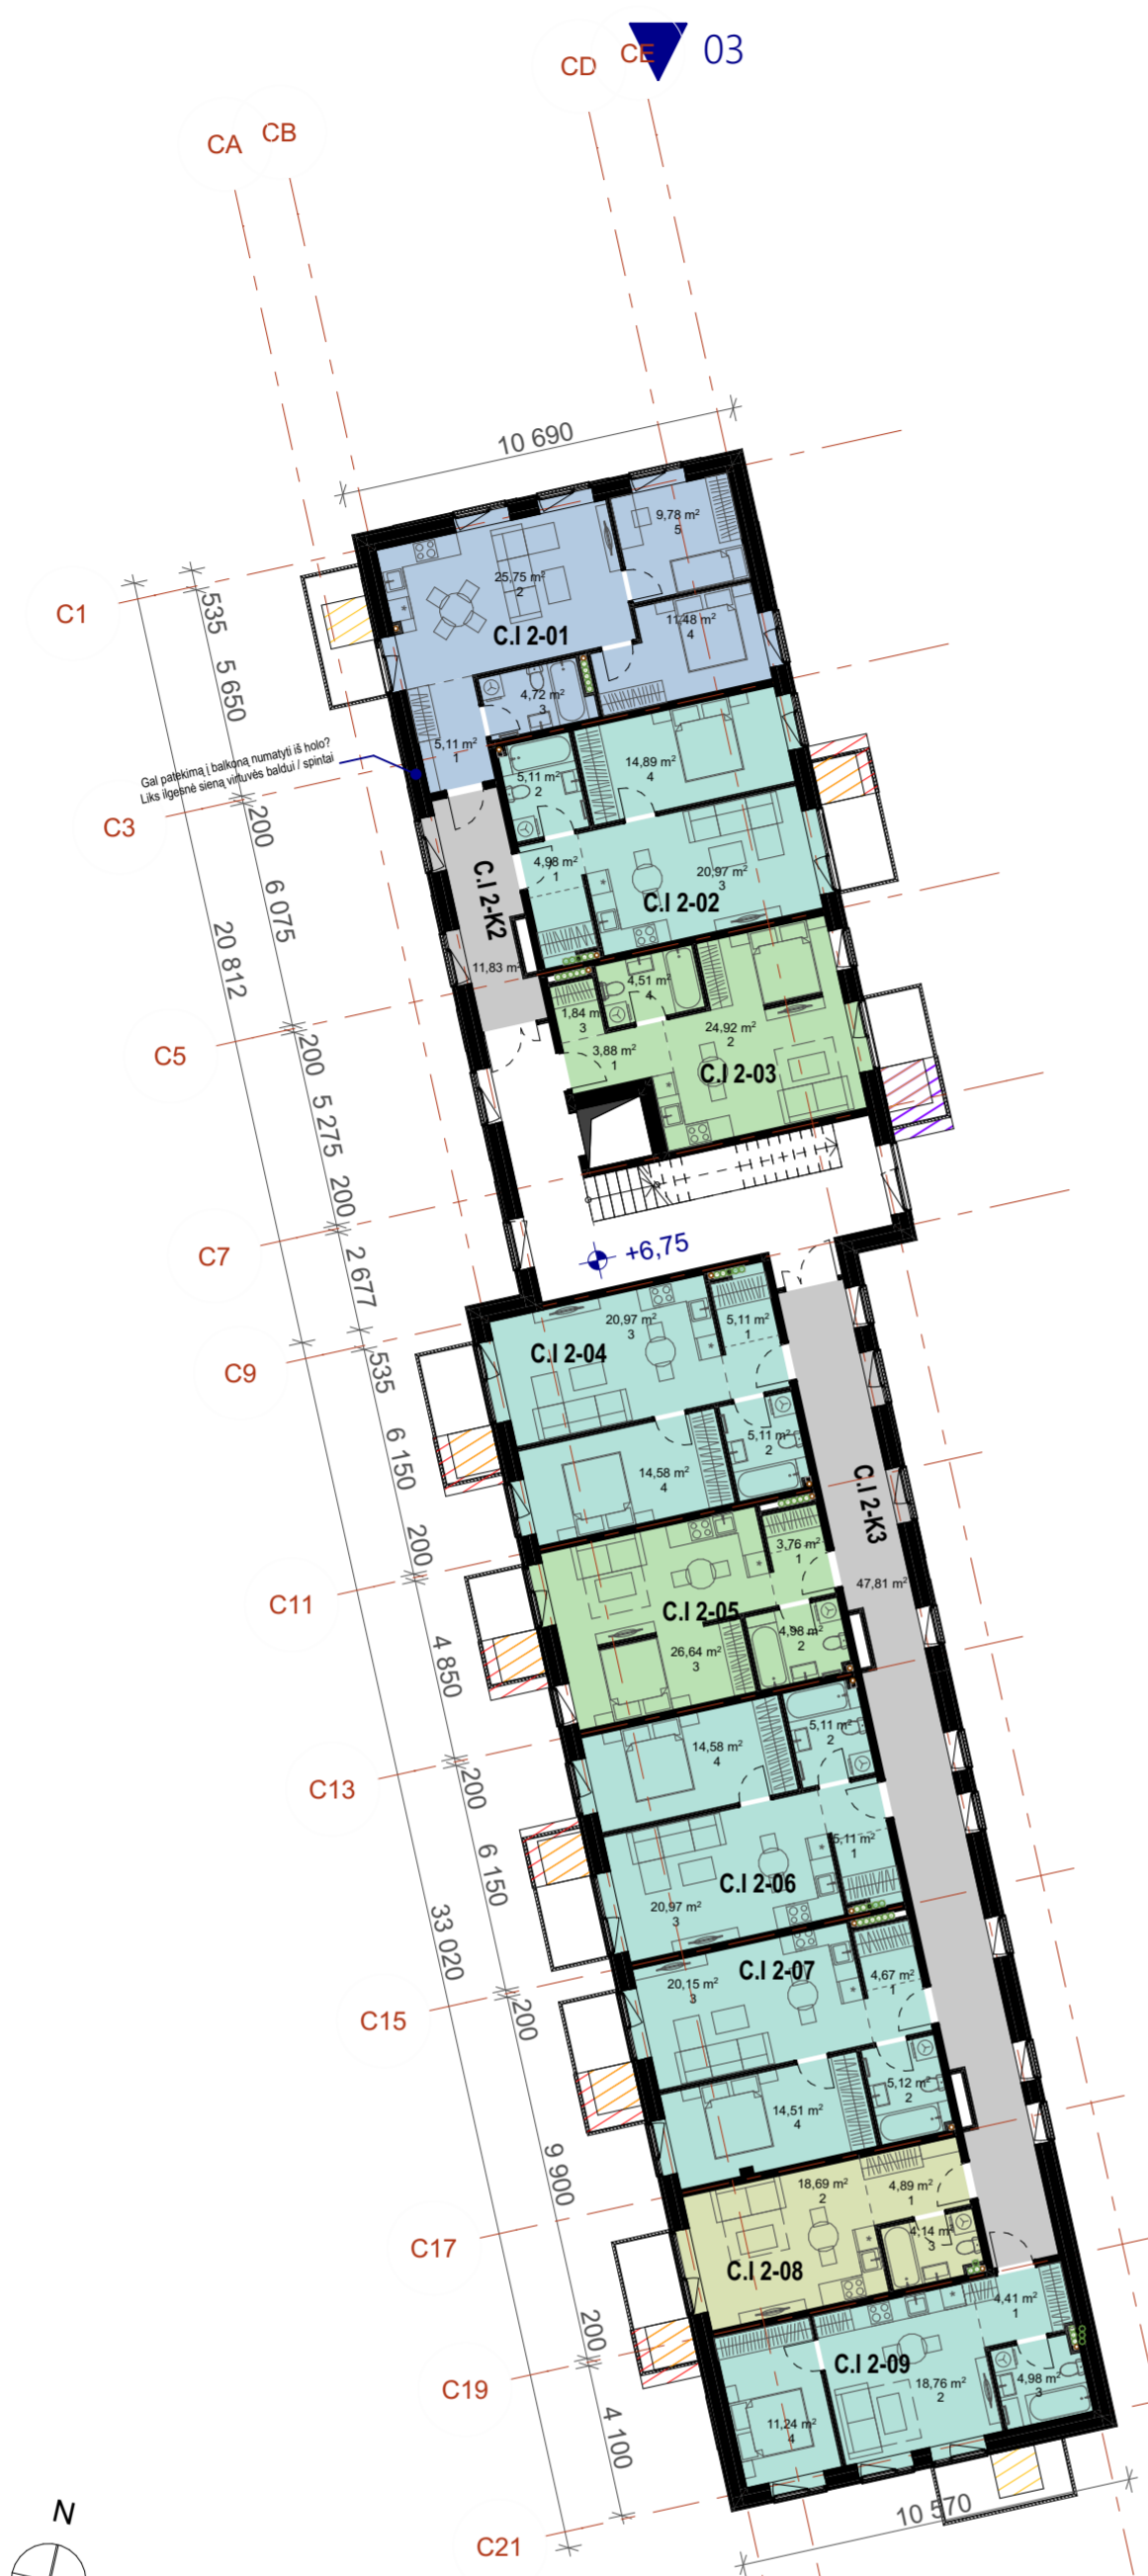 03
CE
CD
CB
CA
10 690
C1
535
5 650
9,78 m²
5
25,75 m²
2
C.I 2-01
11,48 m²
4
4,72 m²
3
5,11 m²
1
Gal patekimą į balkoną numatyti iš holo?
Liks ilgesnė sieną virtuvės baldui / spintai
C3
200
6 075
20 812
14,89 m²
4
5,11 m²
2
4,98 m²
1
20,97 m²
3
C.I 2-02
C.I 2-K2
11,83 m²
C5
200
5 275
200
4,51 m²
4
1,84 m
3
3,88 m²
1
24,92 m²
2
C.I 2-03
C7
2 677
+6,75
C9
535
6 150
200
20,97 m²
3
5,11 m²
1
C.I 2-04
5,11 m²
2
14,58 m²
4
C.I 2-K3
47,81 m²
C11
4 850
3,76 m²
1
C.I 2-05
4,98 m²
2
26,64 m²
3
C13
200
6 150
33 020
14,58 m²
4
5,11 m²
2
5,11 m²
1
C.I 2-06
20,97 m²
3
C15
200
9 900
C.I 2-07
20,15 m²
3
4,67 m²
1
5,12 m²
2
14,51 m²
4
C17
18,69 m²
2
4,89 m²
1
4,14 m²
3
C.I 2-08
C19
200
4 100
4,41 m²
1
C.I 2-09
18,76 m²
2
4,98 m²
3
11,24 m²
4
10 570
C21
N